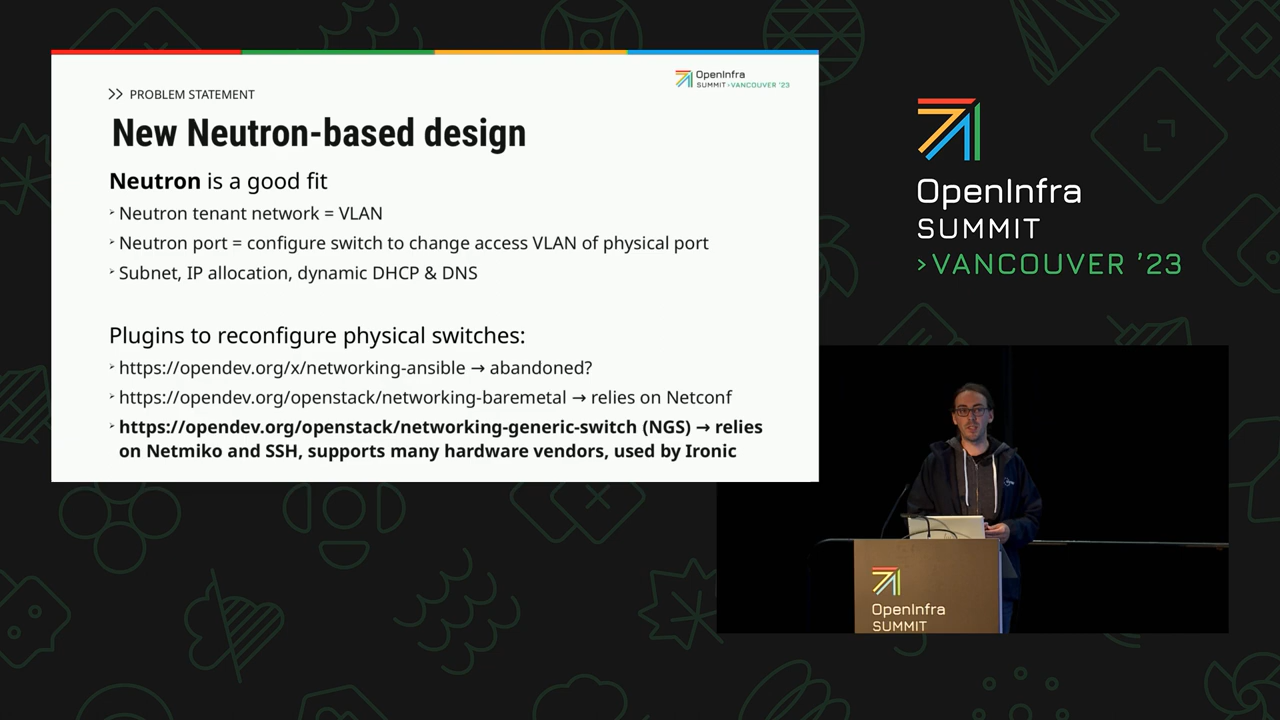 OpenInfra
SUMMIT›VANCOUVER '23
PROBLEM STATEMENT
New Neutron-based design
Neutron is a good fit
Neutron tenant network = VLAN
Neutron port = configure switch to change access VLAN of physical port
Subnet, IP allocation, dynamic DHCP & DNS
Plugins to reconfigure physical switches:
https://opendev.org/x/networking-ansible → abandoned?
https://opendev.org/openstack/networking-baremetal → relies on Netconf
https://opendev.org/openstack/networking-generic-switch (NGS) → relies
on Netmiko and SSH, supports many hardware vendors, used by Ironic
OpenInfra
SUMMIT
›VANCOUVER '23
OpenInfra
SUMMIT